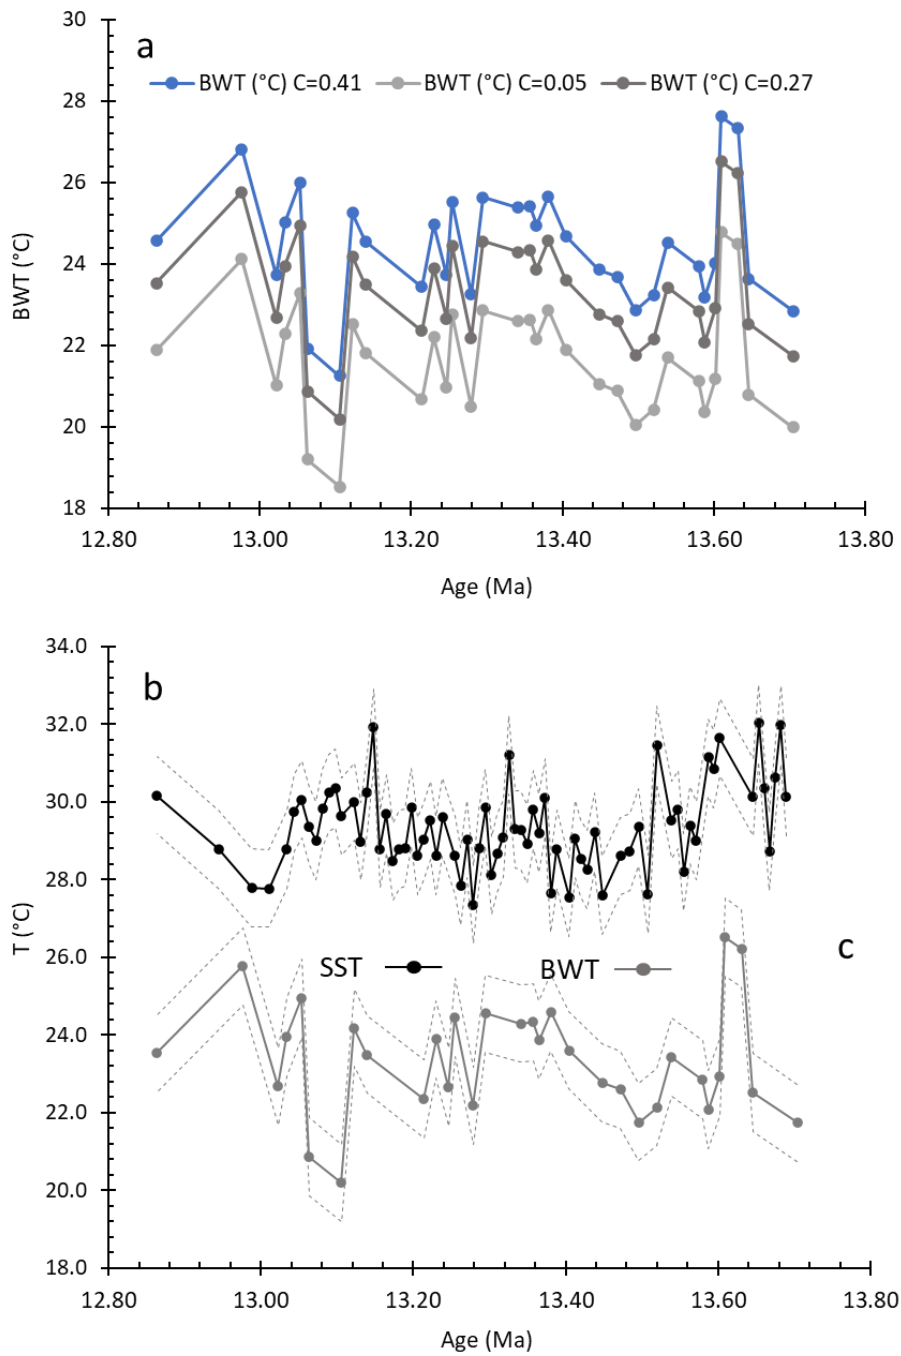 30
a
BWT (°C) C=0.41 BWT (°C) C=0.05 BWT (°C) C=0.27
28
26
24
22
20
18
BWT (°C)
12.80 13.00 13.20 13.40 13.60 13.80
Age (Ma)
34.0
b
32.0
30.0
28.0
26.0
SST BWT c
24.0
22.0
20.0
18.0
T (°C)
12.80 13.00 13.20 13.40 13.60 13.80
Age (Ma)